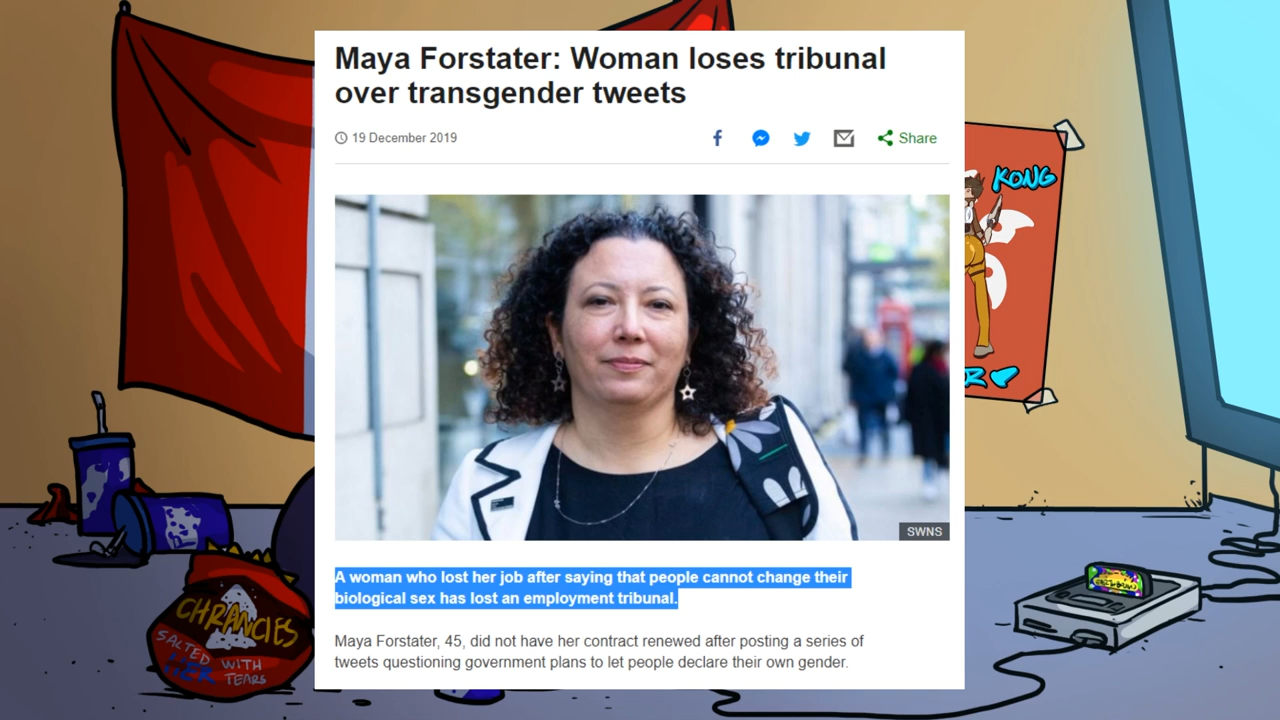 Maya Forstater: Woman loses tribunal
over transgender tweets
19 December 2019
Share
KONG
SWNS
A woman who lost her job after saying that people cannot change their
biological sex has lost an employment tribunal.
Maya Forstater, 45, did not have her contract renewed after posting a series of
tweets questioning government plans to let people declare their own gender.
CHRANCIES
SALTED
WITH
HER
TEARS